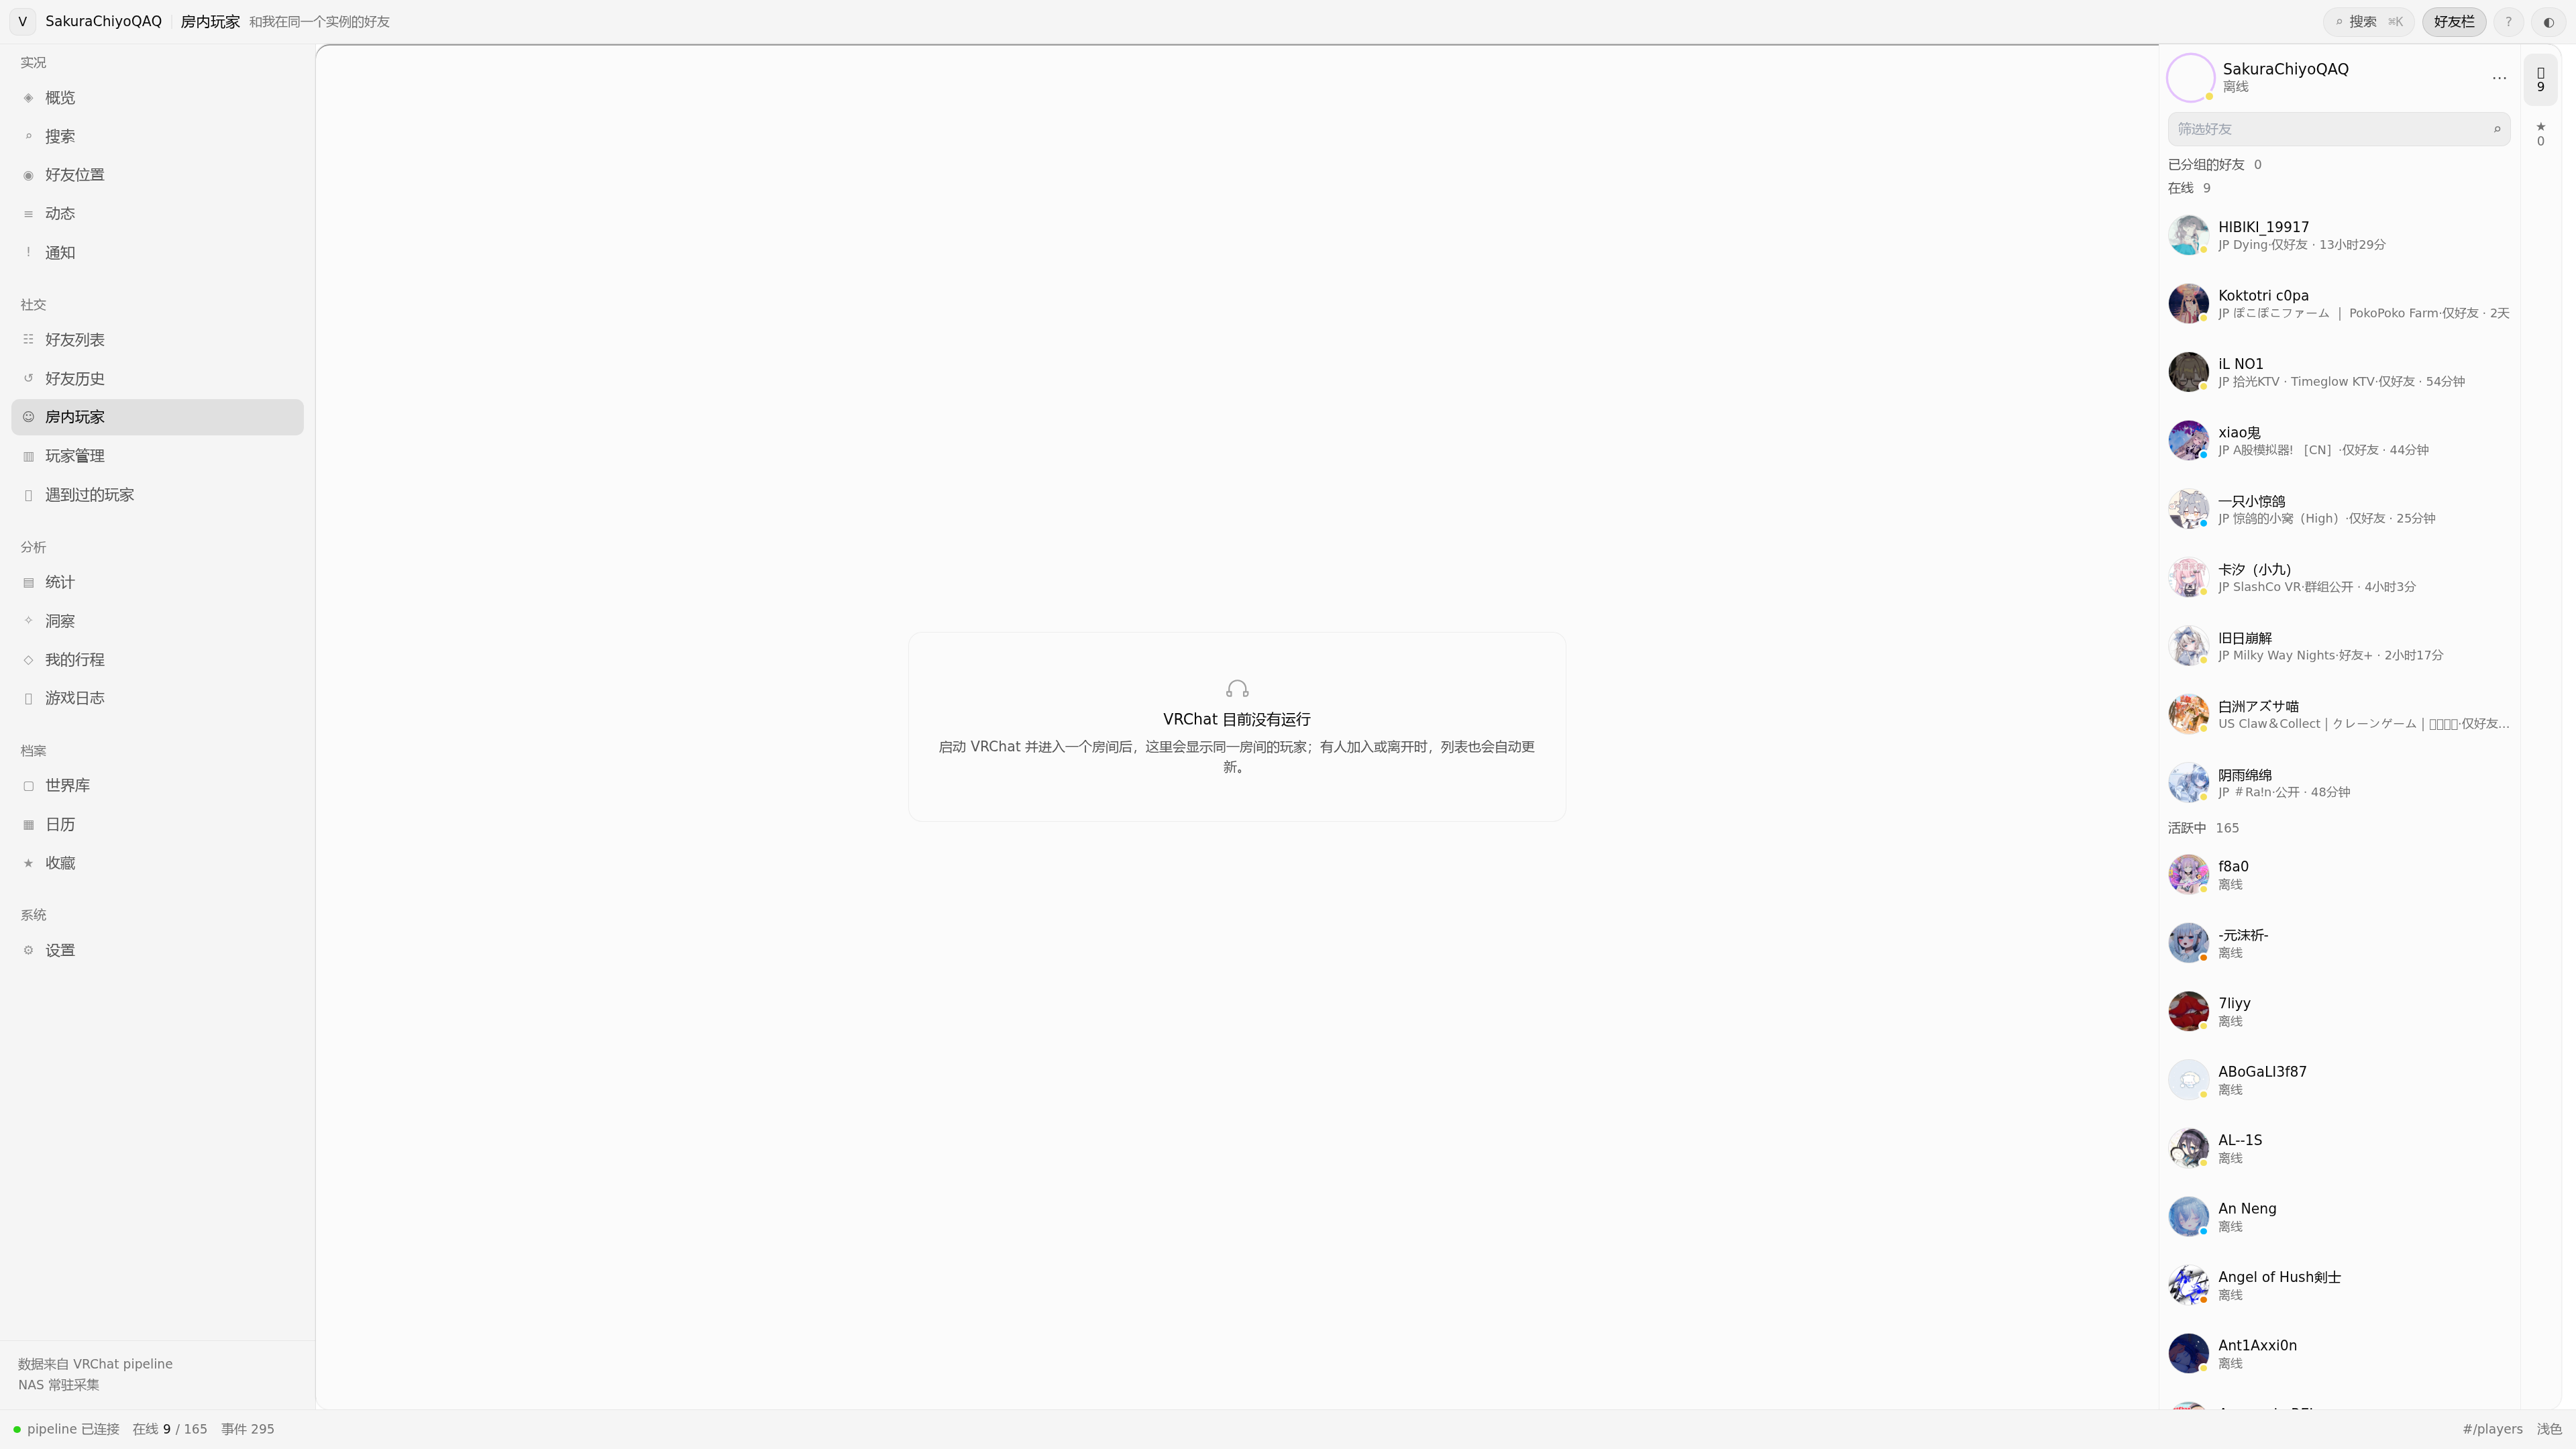 V SakuraChiyoQAQ 房内玩家 和我在同一个实例的好友
搜索 ⌘K 好友栏 ?
实况
概览
搜索
好友位置
动态
通知
社交
好友列表
好友历史
房内玩家
玩家管理
遇到过的玩家
分析
统计
洞察
我的行程
游戏日志
档案
世界库
日历
收藏
系统
设置
数据来自 VRChat pipeline
NAS 常驻采集
VRChat 目前没有运行
启动 VRChat 并进入一个房间后，这里会显示同一房间的玩家；有人加入或离开时，列表也会自动更
新。
SakuraChiyoQAQ
离线
...
9
0
筛选好友
已分组的好友 0
在线 9
HIBIKI_19917
JP Dying·仅好友 · 13小时29分
Koktotri c0pa
JP ぽこぽこファーム ｜ PokoPoko Farm·仅好友 · 2天
iL NO1
JP 拾光KTV · Timeglow KTV·仅好友 · 54分钟
xiao鬼
JP A股模拟器！［CN］·仅好友 · 44分钟
一只小惊鸽
JP 惊鸽的小窝（High）·仅好友 · 25分钟
卡汐（小九）
JP SlashCo VR·群组公开 · 4小时3分
旧日崩解
JP Milky Way Nights·好友+ · 2小时17分
白洲アズサ喵
US Claw＆Collect | クレーンゲーム | ·仅好友...
阴雨绵绵
JP ＃Ra!n·公开 · 48分钟
活跃中 165
f8a0
离线
-元沫祈-
离线
7liyy
离线
ABoGaLI3f87
离线
AL--1S
离线
An Neng
离线
Angel of Hush剣士
离线
Ant1Axxi0n
离线
pipeline 已连接 在线 9 / 165 事件 295
#/players 浅色